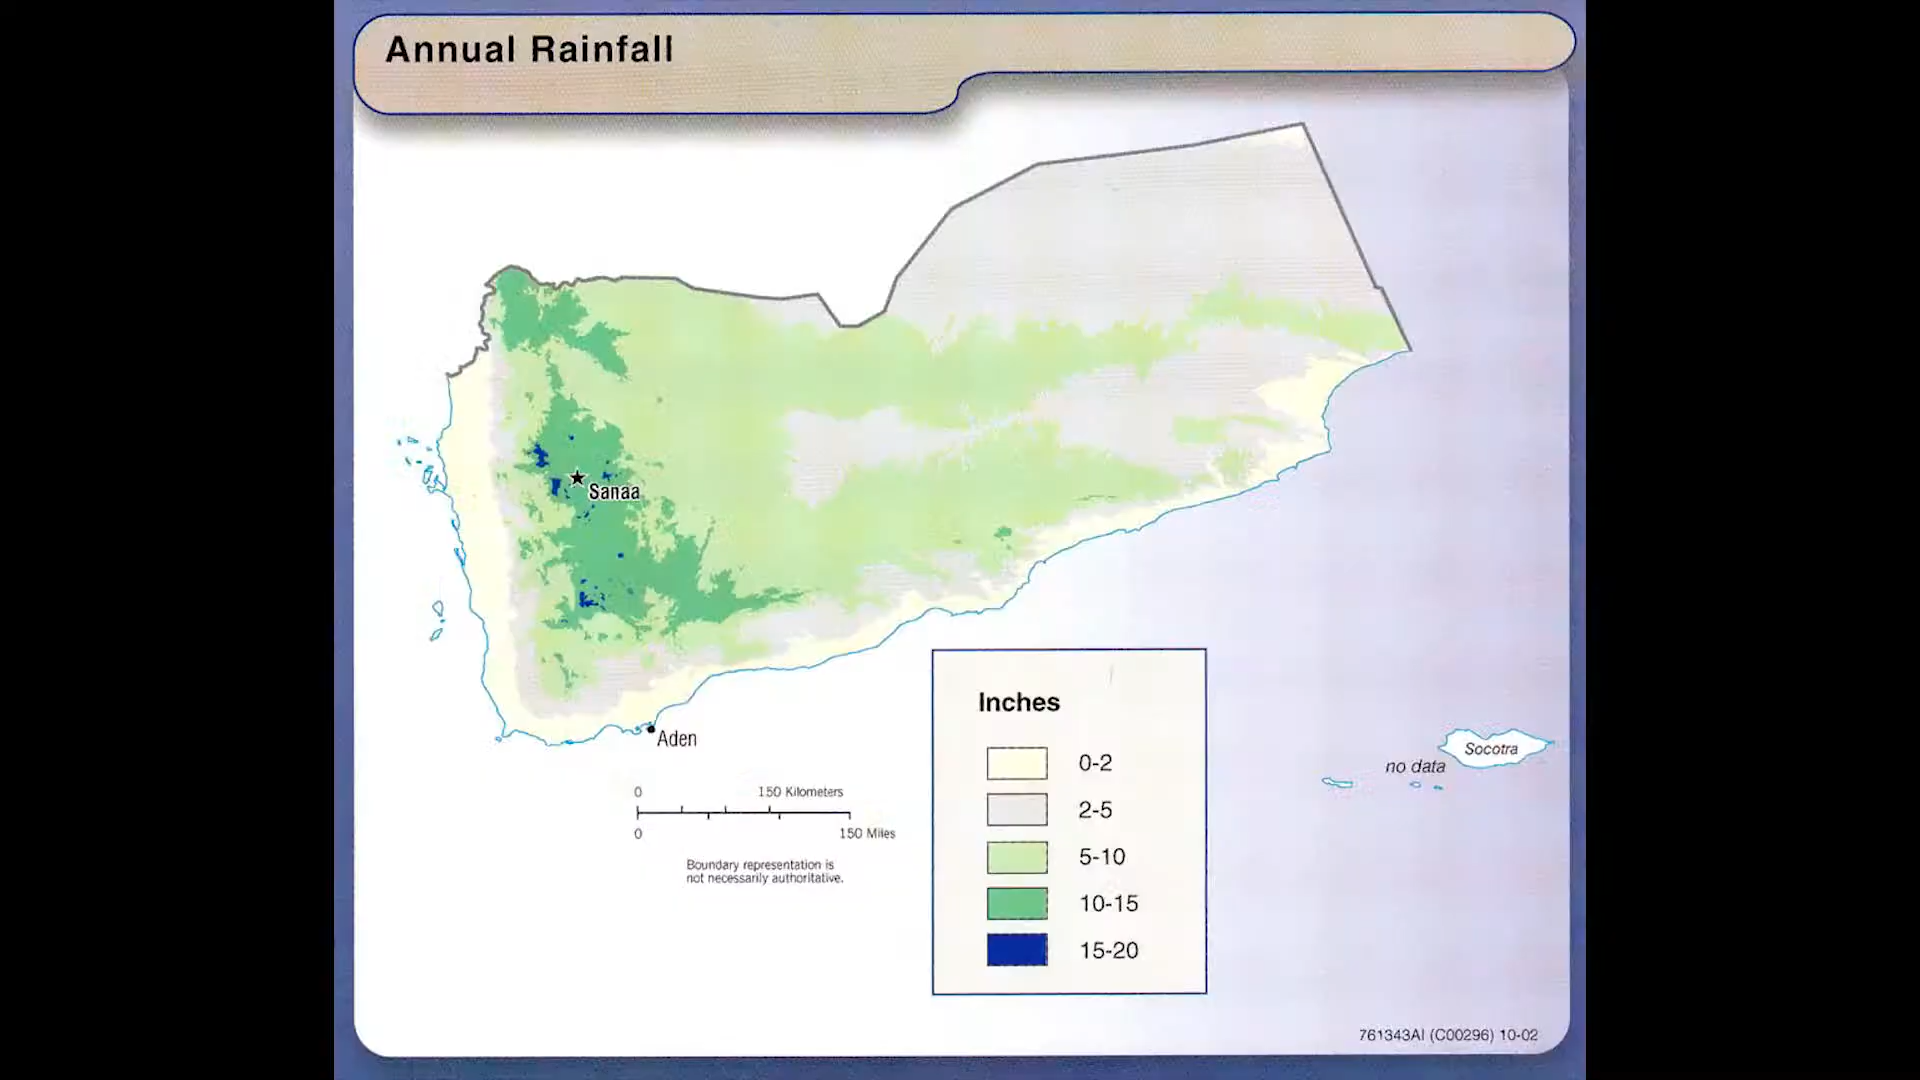 Annual Rainfall
Sanaa
Aden
0 150 Kilometers
0 150 Miles
Boundary representation is
not necessarily authoritative.
Inches
0-2
2-5
5-10
10-15
15-20
Socotra
no data
761343AI (C00296) 10-02